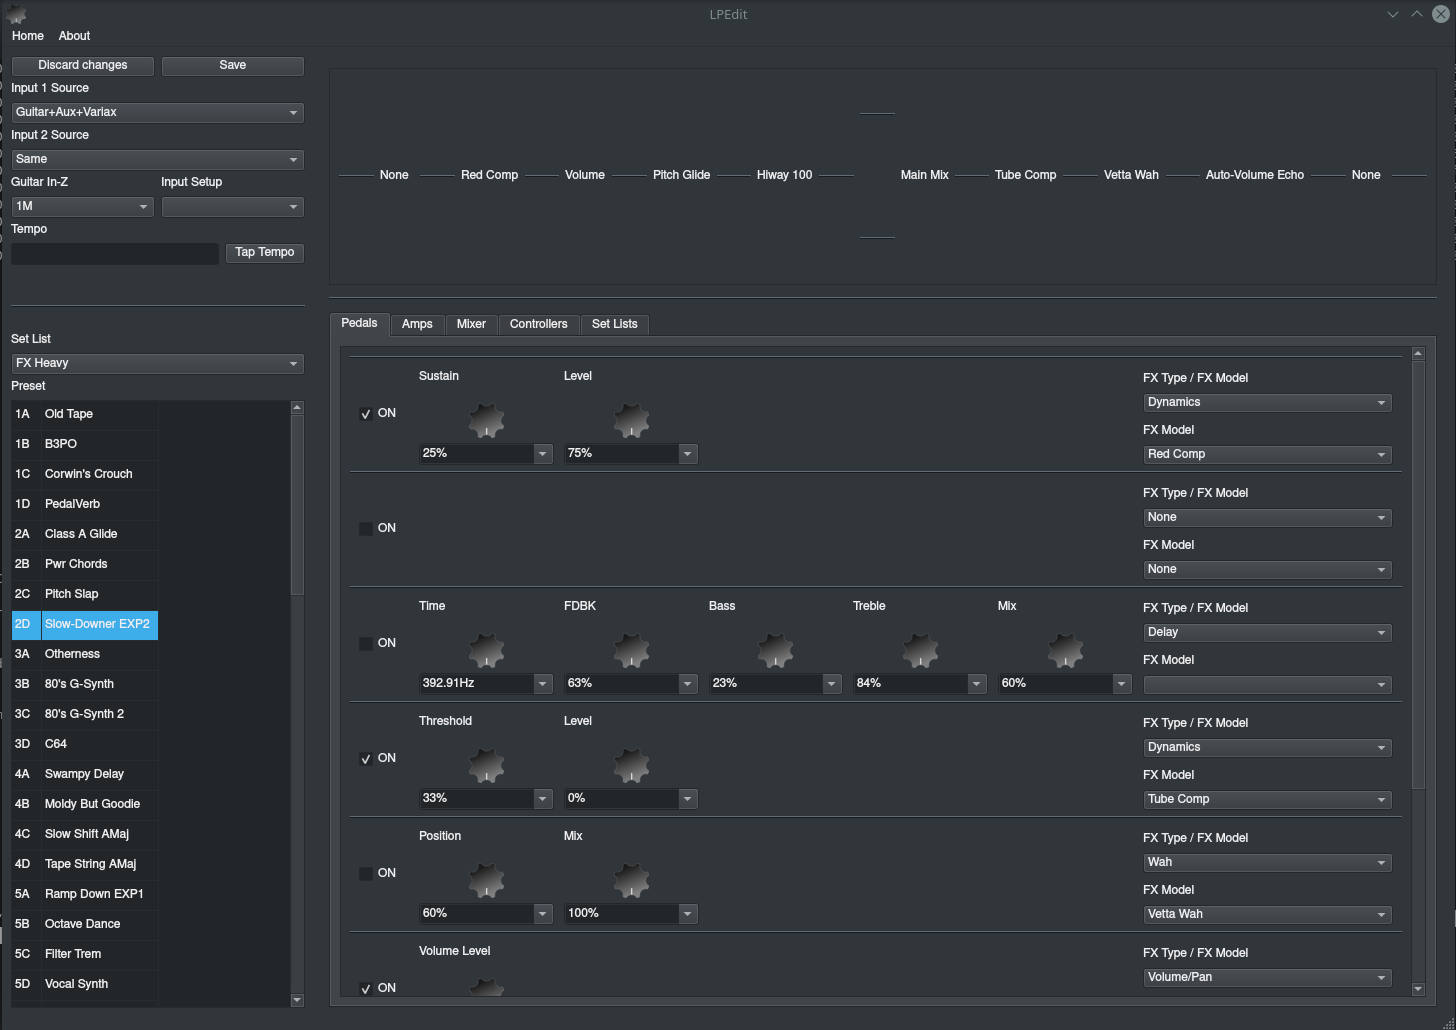 LPEdit
Home About
Discard changes Save
Input 1 Source
Guitar+Aux+Variax
Input 2 Source
Same
Guitar In-Z Input Setup
1M
Tempo
Tap Tempo
Set List
FX Heavy
Preset
1A Old Tape
1B B3PO
1C Corwin's Crouch
1D PedalVerb
2A Class A Glide
2B Pwr Chords
2C Pitch Slap
2D Slow-Downer EXP2
3A Otherness
3B 80's G-Synth
3C 80's G-Synth 2
3D C64
4A Swampy Delay
4B Moldy But Goodie
4C Slow Shift AMaj
4D Tape String AMaj
5A Ramp Down EXP1
5B Octave Dance
5C Filter Trem
5D Vocal Synth
None Red Comp Volume Pitch Glide Hiway 100 Main Mix Tube Comp Vetta Wah Auto-Volume Echo None
Pedals Amps Mixer Controllers Set Lists
Sustain Level FX Type / FX Model
ON Dynamics
FX Model
25% 75% Red Comp
FX Type / FX Model
ON None
FX Model
None
Time FDBK Bass Treble Mix FX Type / FX Model
ON Delay
FX Model
392.91Hz 63% 23% 84% 60%
Threshold Level FX Type / FX Model
ON Dynamics
FX Model
33% 0% Tube Comp
Position Mix FX Type / FX Model
ON Wah
FX Model
60% 100% Vetta Wah
Volume Level FX Type / FX Model
ON Volume/Pan